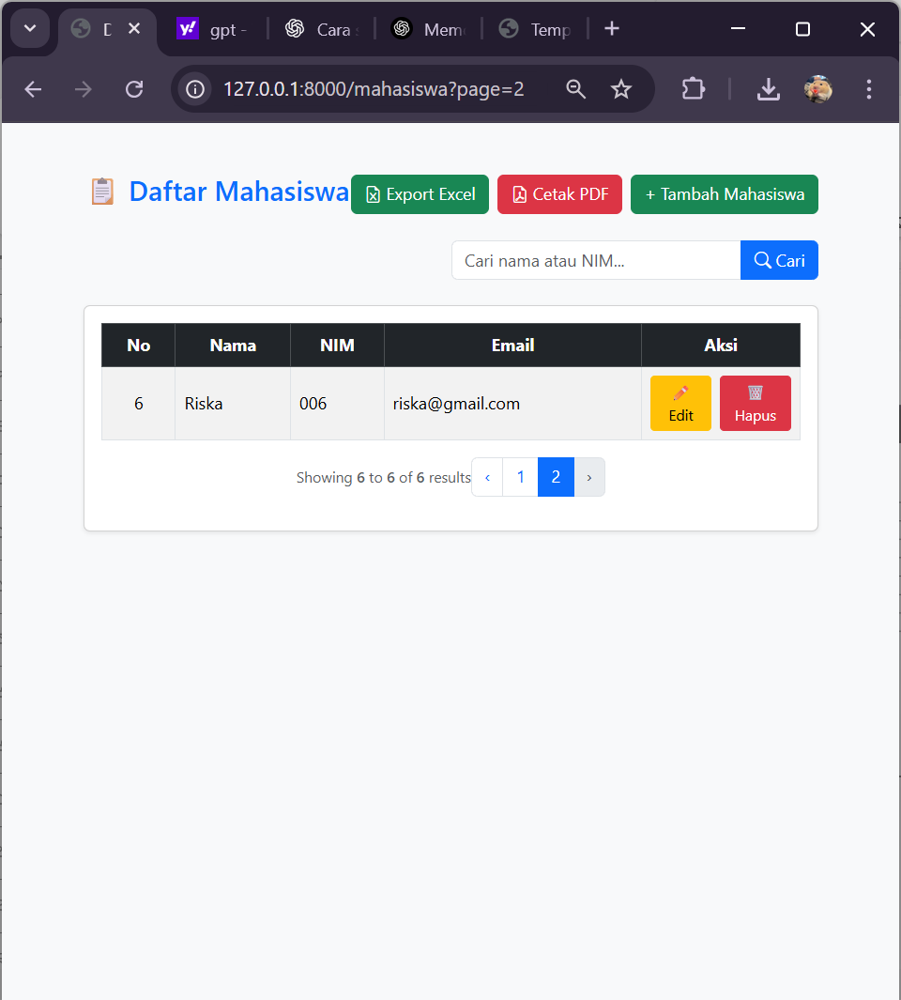 D
gpt -
Cara
Mem
Temp
127.0.0.1:8000/mahasiswa?page=2
Daftar Mahasiswa
Export Excel
Cetak PDF
+ Tambah Mahasiswa
Cari nama atau NIM...
Cari
No Nama NIM Email Aksi
6 Riska 006 riska@gmail.com
Edit
Hapus
Showing 6 to 6 of 6 results ‹ 1 2 ›